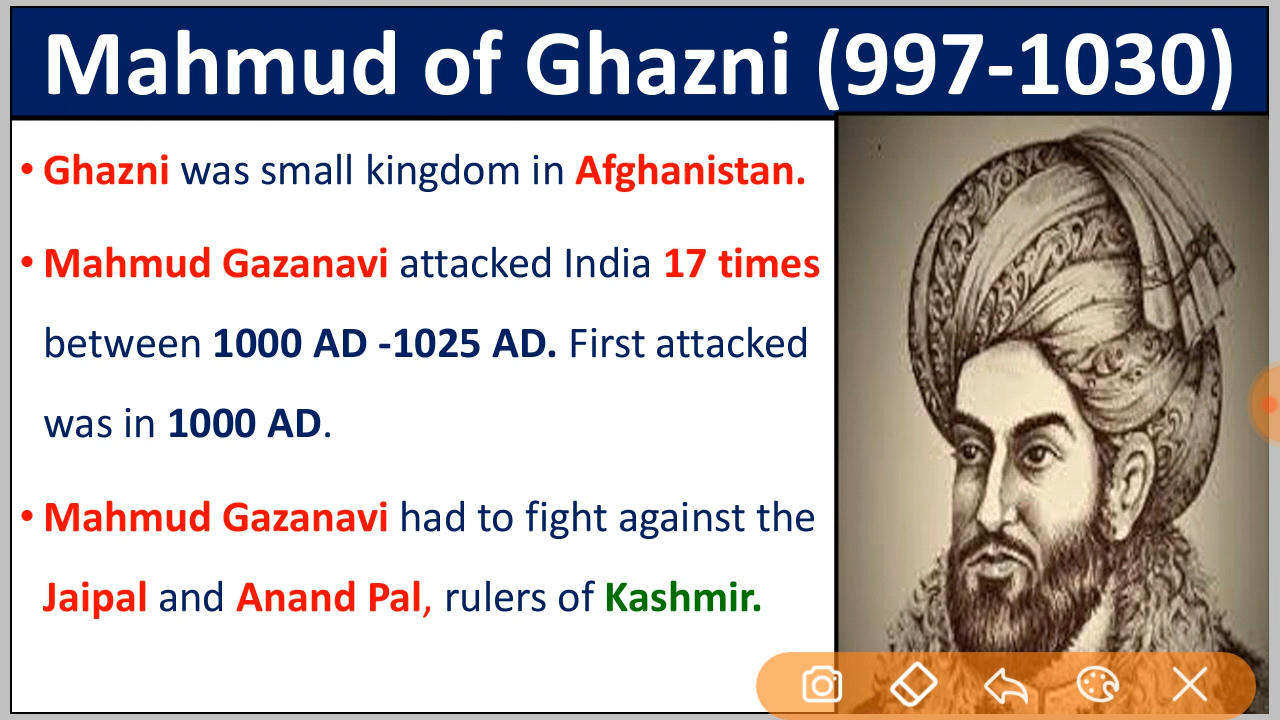 Mahmud of Ghazni (997-1030)
• Ghazni was small kingdom in Afghanistan.
• Mahmud Gazanavi attacked India 17 times
between 1000 AD -1025 AD. First attacked
was in 1000 AD.
• Mahmud Gazanavi had to fight against the
Jaipal and Anand Pal, rulers of Kashmir.